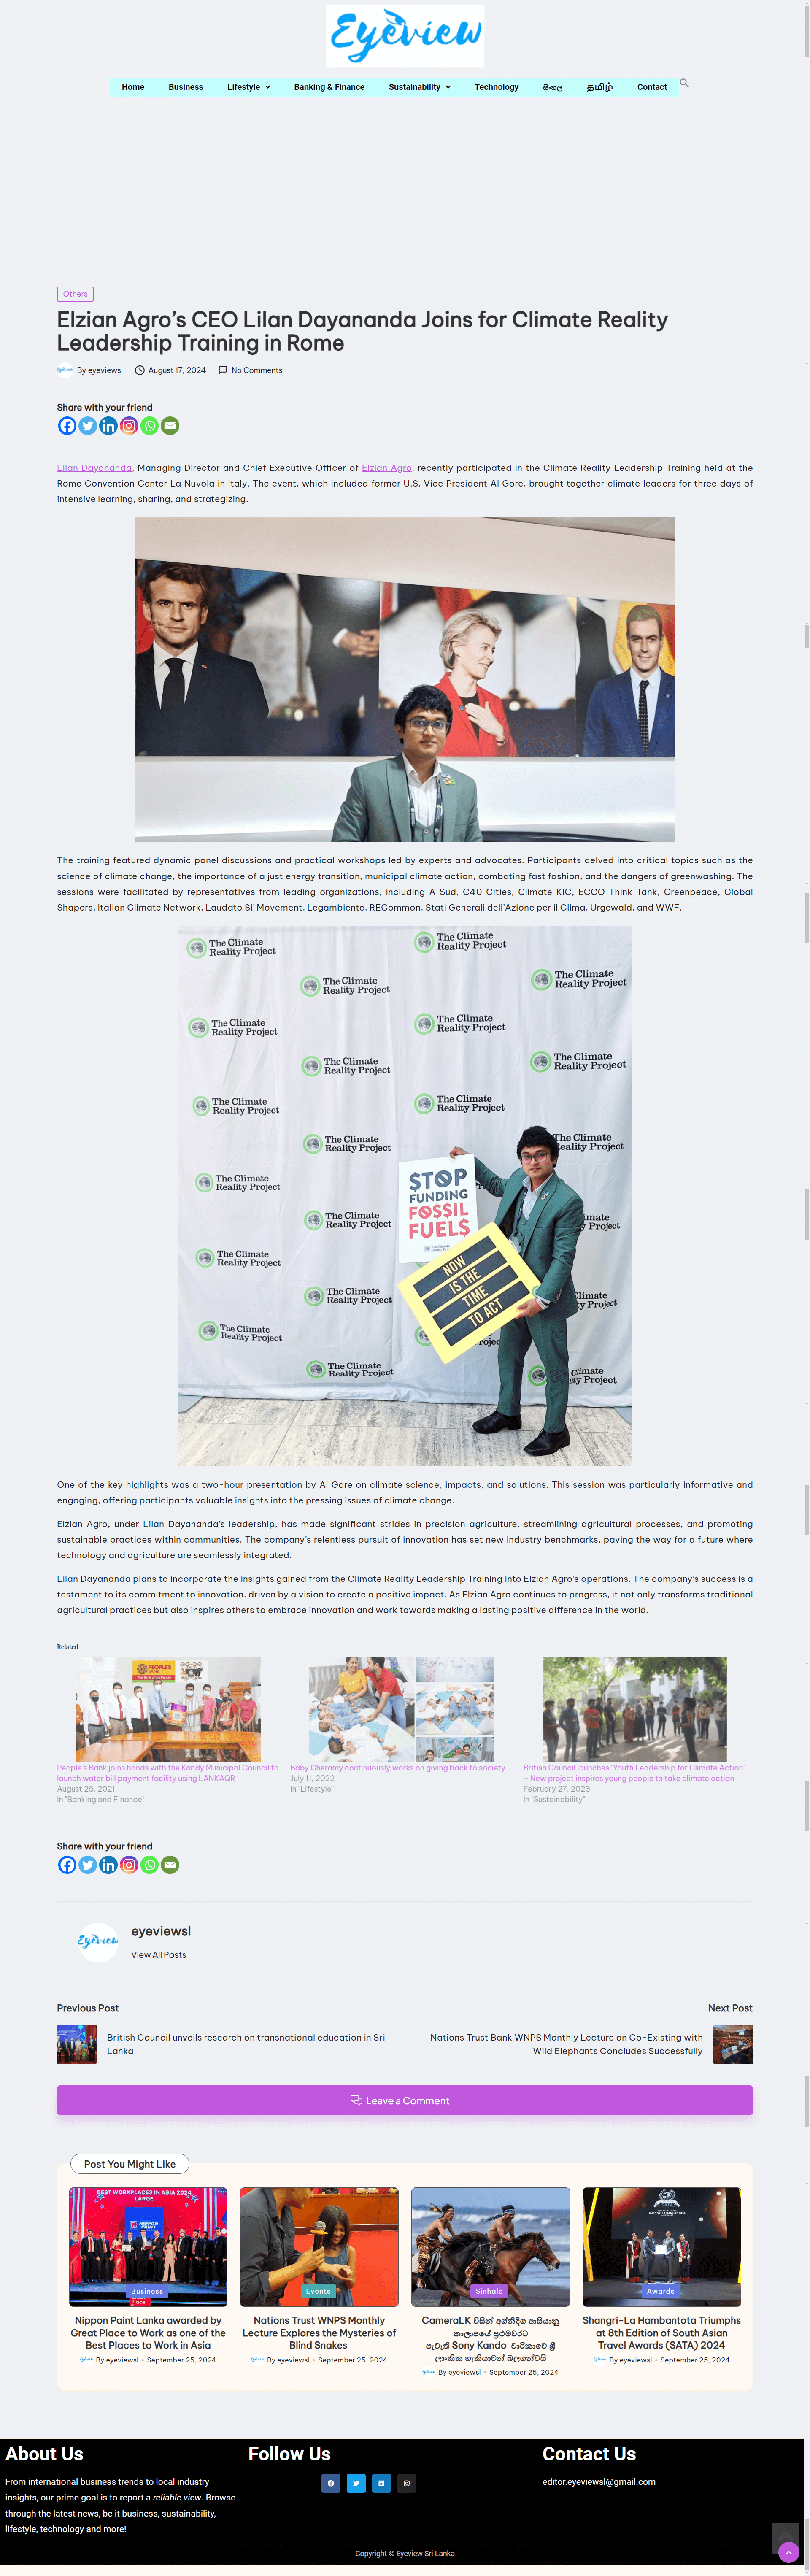 Eyeview
Home Business Lifestyle Banking & Finance Sustainability Technology සිංහල தமிழ் Contact
Others
Elzian Agro’s CEO Lilan Dayananda Joins for Climate Reality
Leadership Training in Rome
By eyeviewsl August 17, 2024 No Comments
Share with your friend
Lilan Dayananda, Managing Director and Chief Executive Officer of Elzian Agro, recently participated in the Climate Reality Leadership Training held at the
Rome Convention Center La Nuvola in Italy. The event, which included former U.S. Vice President Al Gore, brought together climate leaders for three days of
intensive learning, sharing, and strategizing.
The training featured dynamic panel discussions and practical workshops led by experts and advocates. Participants delved into critical topics such as the
science of climate change, the importance of a just energy transition, municipal climate action, combating fast fashion, and the dangers of greenwashing. The
sessions were facilitated by representatives from leading organizations, including A Sud, C40 Cities, Climate KIC, ECCO Think Tank, Greenpeace, Global
Shapers, Italian Climate Network, Laudato Si’ Movement, Legambiente, RECommon, Stati Generali dell’Azione per il Clima, Urgewald, and WWF.
The Climate
Reality Project
STOP
FUNDING
FOSSIL
FUELS
NOW
IS THE
TIME
TO ACT
One of the key highlights was a two-hour presentation by Al Gore on climate science, impacts, and solutions. This session was particularly informative and
engaging, offering participants valuable insights into the pressing issues of climate change.
Elzian Agro, under Lilan Dayananda’s leadership, has made significant strides in precision agriculture, streamlining agricultural processes, and promoting
sustainable practices within communities. The company’s relentless pursuit of innovation has set new industry benchmarks, paving the way for a future where
technology and agriculture are seamlessly integrated.
Lilan Dayananda plans to incorporate the insights gained from the Climate Reality Leadership Training into Elzian Agro’s operations. The company’s success is a
testament to its commitment to innovation, driven by a vision to create a positive impact. As Elzian Agro continues to progress, it not only transforms traditional
agricultural practices but also inspires others to embrace innovation and work towards making a lasting positive difference in the world.
Related
PEOPLE'S BANK
People’s Bank joins hands with the Kandy Municipal Council to
launch water bill payment facility using LANKAQR
August 25, 2021
In "Banking and Finance"
Baby Cheramy continuously works on giving back to society
July 11, 2022
In "Lifestyle"
British Council launches ‘Youth Leadership for Climate Action’
– New project inspires young people to take climate action
February 27, 2023
In "Sustainability"
Share with your friend
Eyeview
eyeviewsl
View All Posts
Previous Post
British Council unveils research on transnational education in Sri
Lanka
Next Post
Nations Trust Bank WNPS Monthly Lecture on Co-Existing with
Wild Elephants Concludes Successfully
Leave a Comment
Post You Might Like
BEST WORKPLACES IN ASIA 2024
LARGE
NIPPON PAINT
Place
Business
Nippon Paint Lanka awarded by
Great Place to Work as one of the
Best Places to Work in Asia
By eyeviewsl September 25, 2024
Events
Nations Trust WNPS Monthly
Lecture Explores the Mysteries of
Blind Snakes
By eyeviewsl September 25, 2024
Sinhala
CameraLK විසින් අග්නිදිග ආසියානු
කාලාපයේ ප්‍රථමවරට
පැවැති Sony Kando චාරිකාවේ ශ්‍රී
ලාංකික හැකියාවන් බලගන්වයි
By eyeviewsl September 25, 2024
Awards
Shangri-La Hambantota Triumphs
at 8th Edition of South Asian
Travel Awards (SATA) 2024
By eyeviewsl September 25, 2024
About Us
From international business trends to local industry
insights, our prime goal is to report a reliable view. Browse
through the latest news, be it business, sustainability,
lifestyle, technology and more!
Follow Us
Contact Us
editor.eyeviewsl@gmail.com
Copyright © Eyeview Sri Lanka